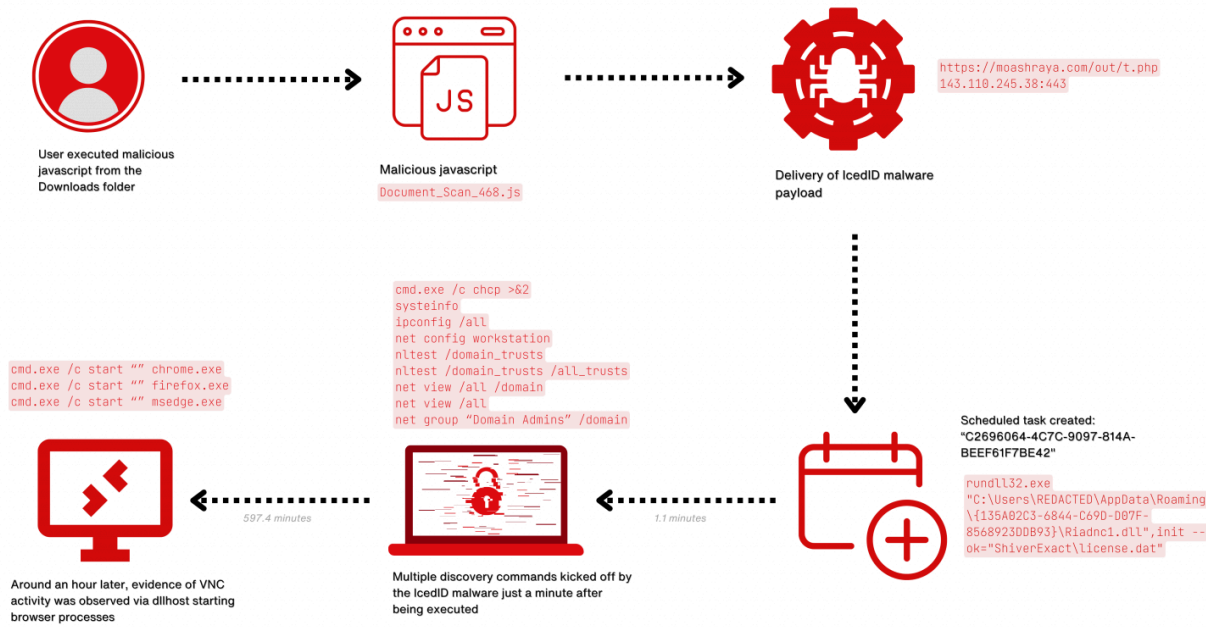 User executed malicious
javascript from the
Downloads folder
JS
Malicious javascript
Document_Scan_468.js
https://moashraya.com/out/t.php
143.110.245.38:443
Delivery of IcedID malware
payload
Scheduled task created:
“C2696064-4C7C-9097-814A-
BEEF61F7BE42"
rundll32.exe
"C:\Users\REDACTED\AppData\Roaming
\{135A02C3-6844-C69D-D07F-
8568923DDB93}\Riadnc1.dll",init --
ok="ShiverExact\license.dat"
1.1 minutes
cmd.exe /c chcp >&2
systeinfo
ipconfig /all
net config workstation
nltest /domain_trusts
nltest /domain_trusts /all_trusts
net view /all /domain
net view /all
net group “Domain Admins” /domain
Multiple discovery commands kicked off by
the IcedID malware just a minute after
being executed
597.4 minutes
cmd.exe /c start “” chrome.exe
cmd.exe /c start “” firefox.exe
cmd.exe /c start “” msedge.exe
Around an hour later, evidence of VNC
activity was observed via dllhost starting
browser processes